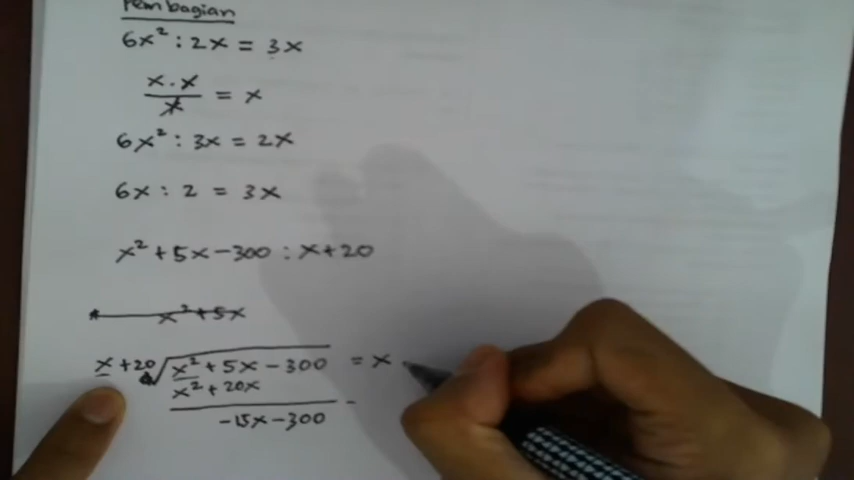 Pembagian
6x² : 2x = 3x
x . x / x = x
6x² : 3x = 2x
6x : 2 = 3x
x² + 5x - 300 : x + 20
x² + 5x
x + 20 √ x² + 5x - 300 = x
x² + 20x
-
-15x - 300